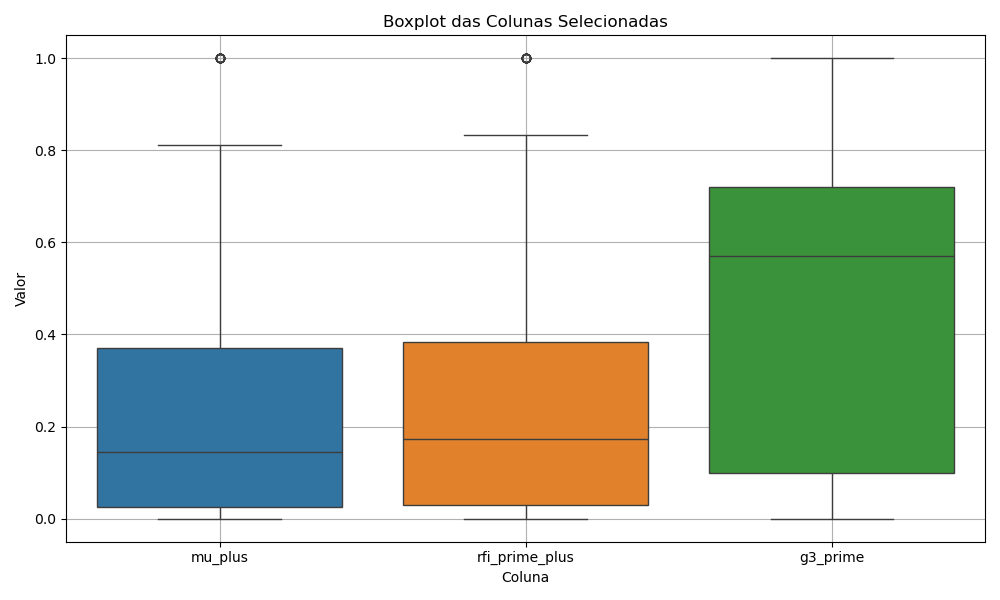 Boxplot das Colunas Selecionadas
1.0
0.8
0.6
0.4
0.2
0.0
Valor
mu_plus
rfi_prime_plus
g3_prime
Coluna